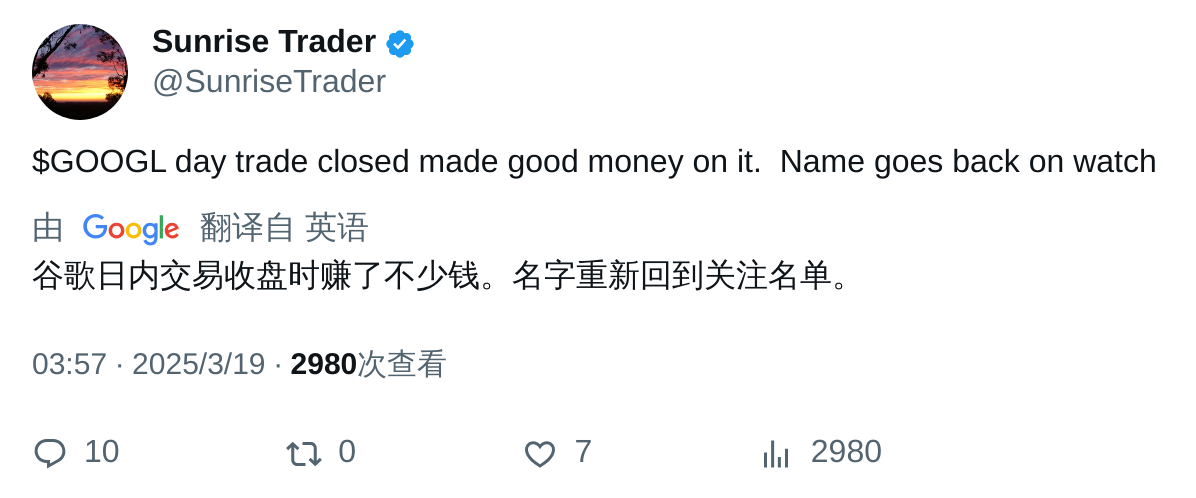 Sunrise Trader
@SunriseTrader
$GOOGL day trade closed made good money on it.  Name goes back on watch
由 Google 翻译自 英语
谷歌日内交易收盘时赚了不少钱。名字重新回到关注名单。
03:57 · 2025/3/19 · 2980次查看
10 0 7 2980